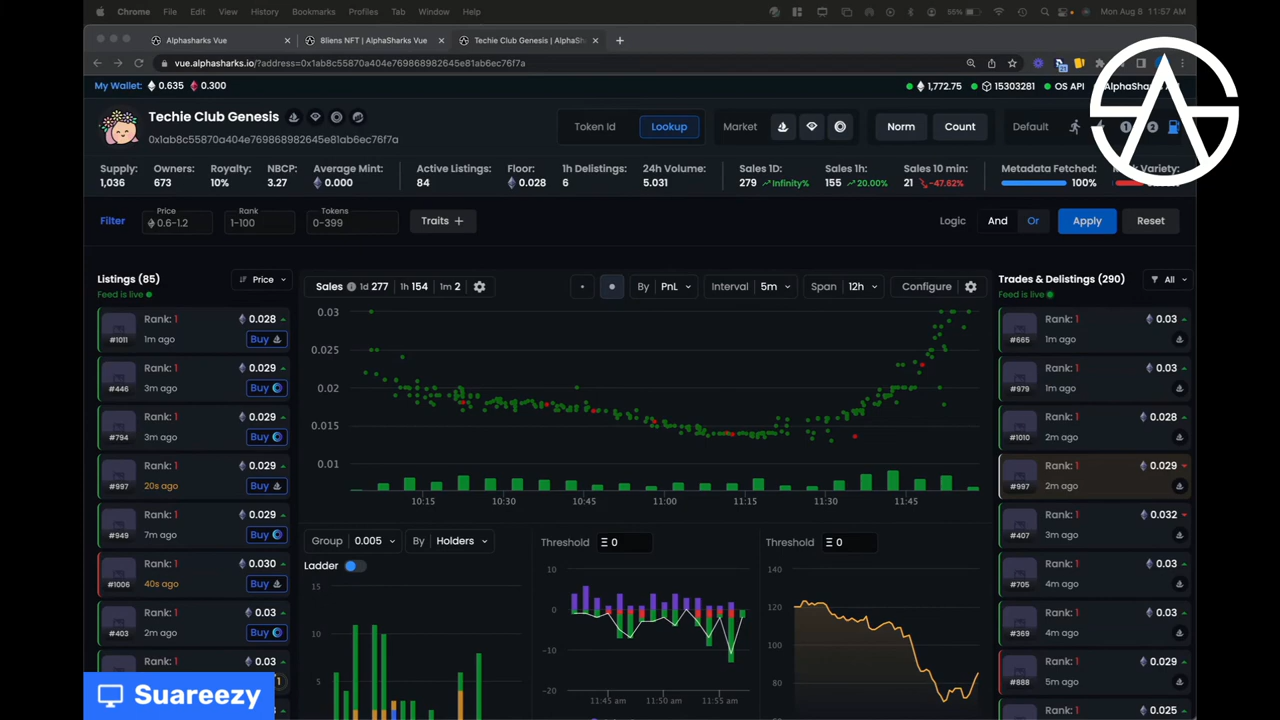 Chrome File Edit View History Bookmarks Profiles Tab Window Help 55% Mon Aug 8 11:57 AM
Alphasharks Vue 8liens NFT | AlphaSharks Vue Techie Club Genesis | AlphaSh
vue.alphasharks.io/?address=0x1ab8c55870a404e769868982316ab6ec76f7a
My Wallet: 0.635 0.300 1,772.75 15303281 OS API
Techie Club Genesis
Token Id Lookup Market Norm Count Default 1 2
Supply: Owners: Royalty: NBCP: Average Mint: Active Listings: Floor: 1h Delistings: 24h Volume: Sales 1D: Sales 1h: Sales 10 min: Metadata Fetched: Variety:
1,036 673 10% 3.27 0.000 84 0.028 6 5.031 279 Infinity% 155 20.00% 21 -47.62% 100%
Price Rank Tokens
Filter 0.6-1.2 1-100 0-399 Traits + Logic And Or Apply Reset
Listings (85) Price
Feed is live
Rank: 1 0.028
#1011 1m ago Buy
Rank: 1 0.029
#446 3m ago Buy
Rank: 1 0.029
#794 3m ago Buy
Rank: 1 0.029
#997 20s ago Buy
Rank: 1 0.029
#949 7m ago Buy
Rank: 1 0.030
#1006 40s ago Buy
Rank: 1 0.03
#403 2m ago Buy
Rank: 1 0.03
Sales 1d 277 1h 154 1m 2 By PnL Interval 5m Span 12h Configure
0.03
0.025
0.02
0.015
0.01
10:15 10:30 10:45 11:00 11:15 11:30 11:45
Group 0.005 By Holders
Ladder
15
10
5
Threshold Ξ 0
10
0
-10
-20
11:45 am 11:50 am 11:55 am
Threshold Ξ 0
140
120
100
80
Trades & Delistings (290) All
Feed is live
Rank: 1 0.03
#665 1m ago
Rank: 1 0.03
#979 1m ago
Rank: 1 0.028
#1010 2m ago
Rank: 1 0.029
#997 2m ago
Rank: 1 0.032
#407 3m ago
Rank: 1 0.03
#705 4m ago
Rank: 1 0.03
#369 4m ago
Rank: 1 0.029
#888 5m ago
Rank: 1 0.025
Suareezy